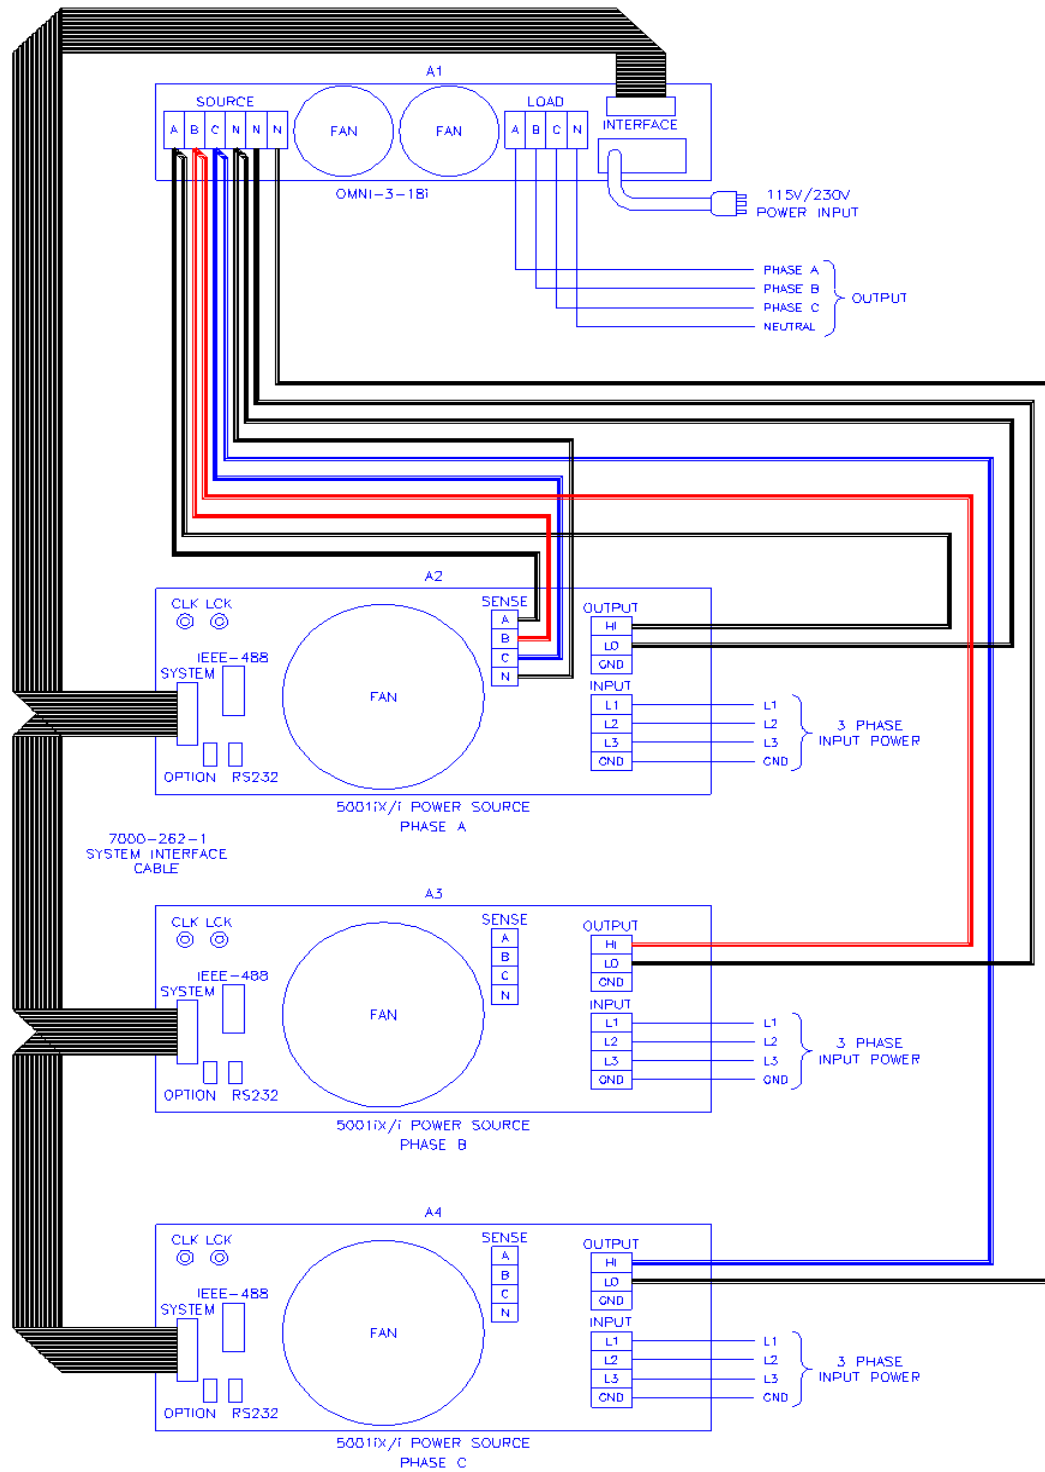 A1
SOURCE
LOAD
INTERFACE
A B C N N N
FAN
FAN
A B C N
OMNI-3-18i
115V/230V
POWER INPUT
PHASE A
PHASE B
PHASE C
NEUTRAL
OUTPUT
A2
CLK LCK
SENSE
A
B
C
N
OUTPUT
HI
LO
GND
IEEE-488
SYSTEM
FAN
INPUT
L1
L2
L3
GND
L1
L2
L3
GND
3 PHASE
INPUT POWER
OPTION
RS232
5001iX/i POWER SOURCE
PHASE A
7000-262-1
SYSTEM INTERFACE
CABLE
A3
CLK LCK
SENSE
A
B
C
N
OUTPUT
HI
LO
GND
IEEE-488
SYSTEM
FAN
INPUT
L1
L2
L3
GND
L1
L2
L3
GND
3 PHASE
INPUT POWER
OPTION
RS232
5001iX/i POWER SOURCE
PHASE B
A4
CLK LCK
SENSE
A
B
C
N
OUTPUT
HI
LO
GND
IEEE-488
SYSTEM
FAN
INPUT
L1
L2
L3
GND
L1
L2
L3
GND
3 PHASE
INPUT POWER
OPTION
RS232
5001iX/i POWER SOURCE
PHASE C